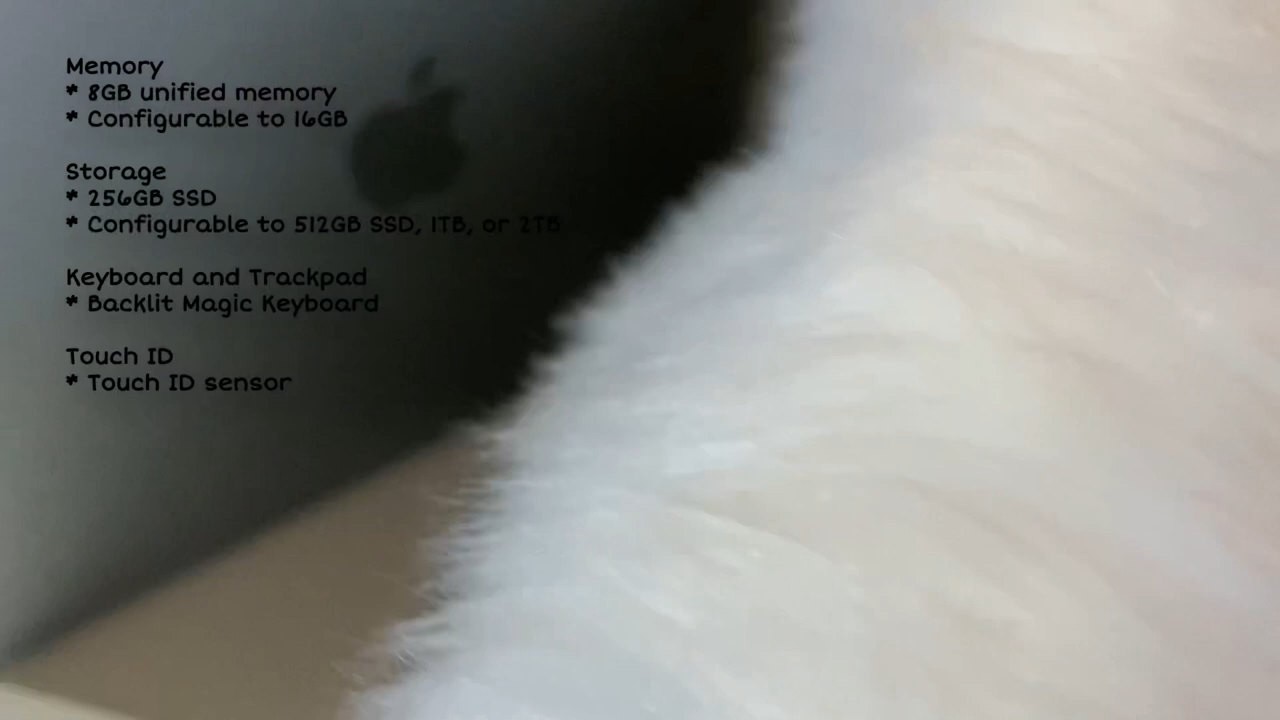 Memory
* 8GB unified memory
* Configurable to 16GB
Storage
* 256GB SSD
* Configurable to 512GB SSD, 1TB, or 2TB
Keyboard and Trackpad
* Backlit Magic Keyboard
Touch ID
* Touch ID sensor